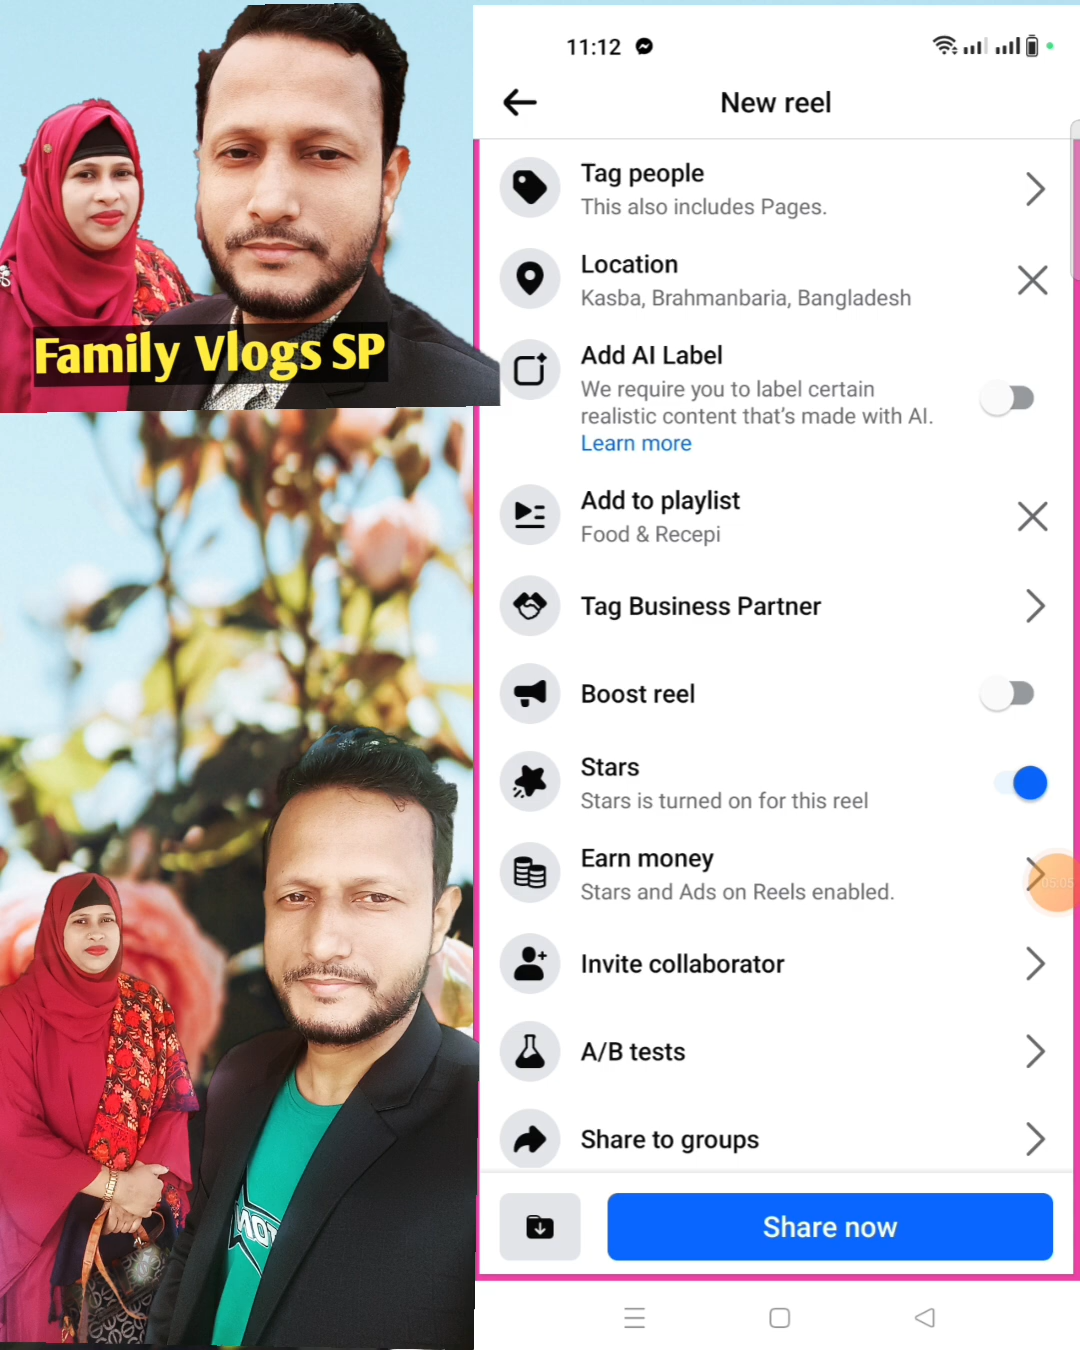 Family Vlogs SP
11:12
New reel
Tag people
This also includes Pages.
Location
Kasba, Brahmanbaria, Bangladesh
Add AI Label
We require you to label certain
realistic content that's made with AI.
Learn more
Add to playlist
Food & Recepi
Tag Business Partner
Boost reel
Stars
Stars is turned on for this reel
Earn money
Stars and Ads on Reels enabled.
05:05
Invite collaborator
A/B tests
Share to groups
Share now